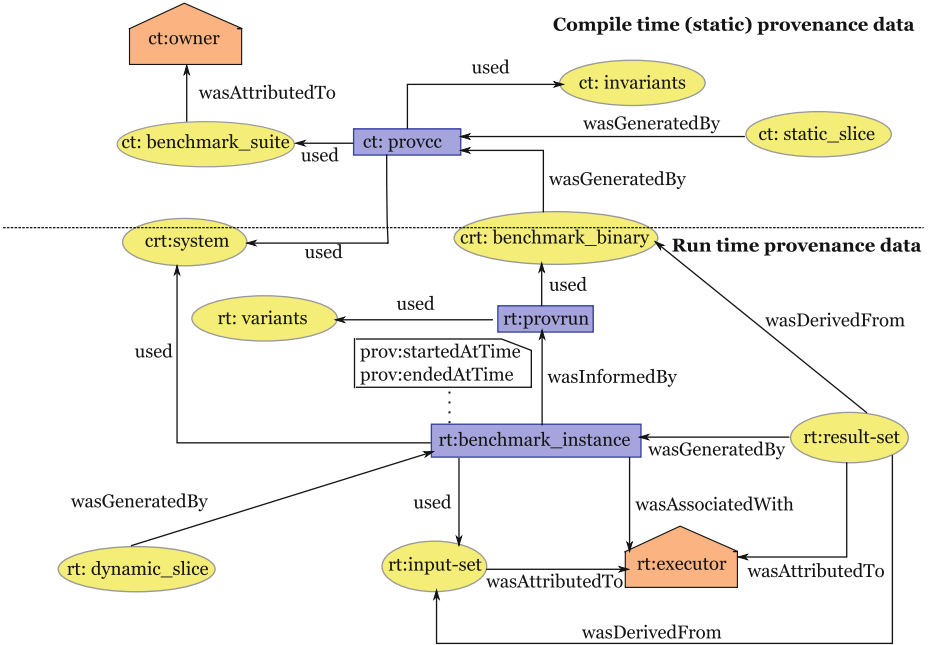 Compile time (static) provenance data
ct:owner
used
ct: invariants
wasAttributedTo
wasGeneratedBy
ct: benchmark_suite
used
ct: provcc
ct: static_slice
wasGeneratedBy
crt:system
used
crt: benchmark_binary
Run time provenance data
used
rt: variants
used
rt:provrun
wasDerivedFrom
used
prov:startedAtTime
prov:endedAtTime
wasInformedBy
rt:benchmark_instance
wasGeneratedBy
rt:result-set
wasGeneratedBy
used
wasAssociatedWith
rt: dynamic_slice
rt:input-set
wasAttributedTo
rt:executor
wasAttributedTo
wasDerivedFrom